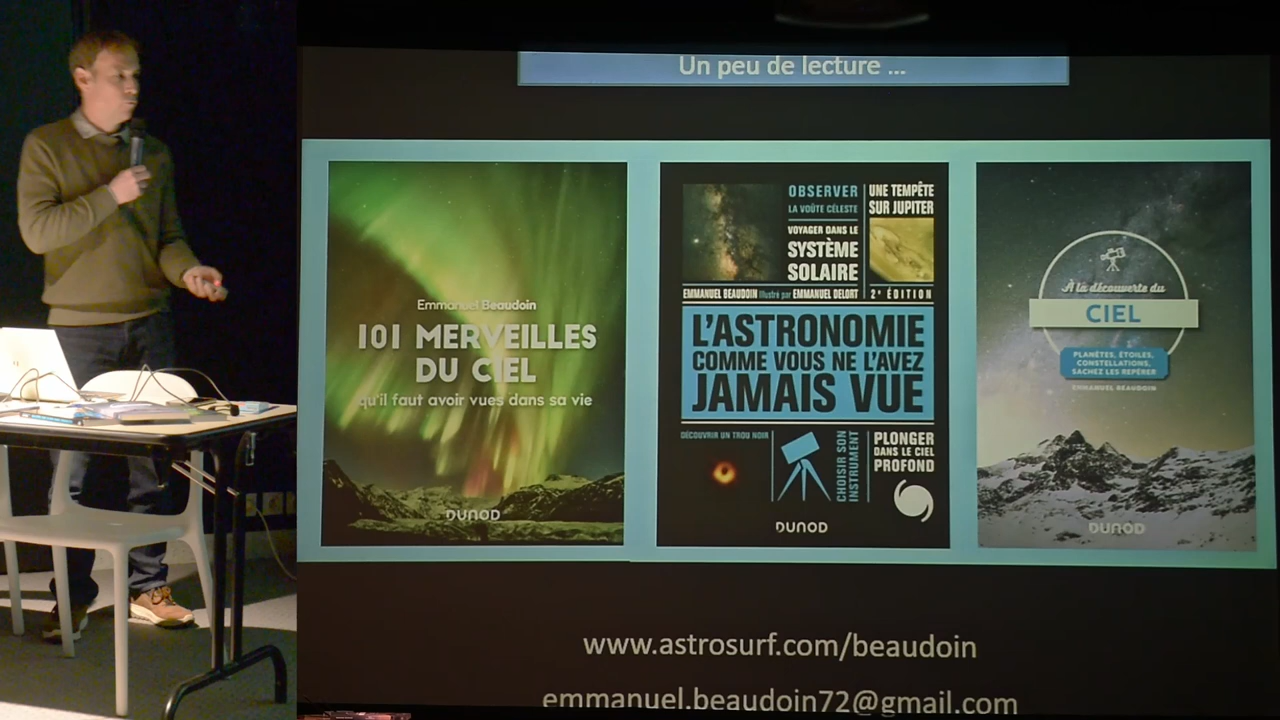 Un peu de lecture ...
Emmanuel Beaudoin
101 MERVEILLES
DU CIEL
qu'il faut avoir vues dans sa vie
DUNOD
OBSERVER
LA VOÛTE CÉLESTE
VOYAGER DANS LE
SYSTÈME
SOLAIRE
UNE TEMPÊTE
SUR JUPITER
EMMANUEL BEAUDOIN illustré par EMMANUEL DELORT
2e ÉDITION
L'ASTRONOMIE
COMME VOUS NE L'AVEZ
JAMAIS VUE
DÉCOUVRIR UN TROU NOIR
CHOISIR SON
INSTRUMENT
PLONGER
DANS LE CIEL
PROFOND
DUNOD
À la découverte du
CIEL
PLANÈTES, ÉTOILES,
CONSTELLATIONS,
SACHEZ LES REPÉRER
EMMANUEL BEAUDOIN
DUNOD
www.astrosurf.com/beaudoin
emmanuel.beaudoin72@gmail.com